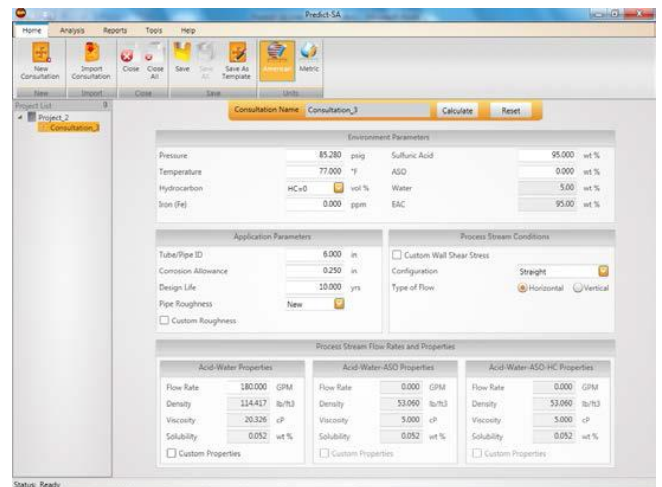 Predict-SA
Home Analysis Reports Tools Help
New Consultation Import Consultation Close Close All Save Save All Save As Template American Metric
New Import Close Save Units
Project List
Project_2
Consultation_3
Consultation Name Consultation_3 Calculate Reset
Environment Parameters
Pressure 85.280 psig Sulfuric Acid 95.000 wt %
Temperature 77.000 °F ASO 0.000 wt %
Hydrocarbon HC=0 vol % Water 5.00 wt %
Iron (Fe) 0.000 ppm EAC 95.00 wt %
Application Parameters Process Stream Conditions
Tube/Pipe ID 6.000 in Custom Wall Shear Stress
Corrosion Allowance 0.250 in Configuration Straight
Design Life 10.000 yrs Type of Flow Horizontal Vertical
Pipe Roughness New
Custom Roughness
Process Stream Flow Rates and Properties
Acid-Water Properties Acid-Water-ASO Properties Acid-Water-ASO-HC Properties
Flow Rate 180.000 GPM Flow Rate 0.000 GPM Flow Rate 0.000 GPM
Density 114.417 lb/ft3 Density 53.060 lb/ft3 Density 53.060 lb/ft3
Viscosity 20.326 cP Viscosity 5.000 cP Viscosity 5.000 cP
Solubility 0.052 wt % Solubility 0.052 wt % Solubility 0.052 wt %
Custom Properties Custom Properties Custom Properties
Status: Ready